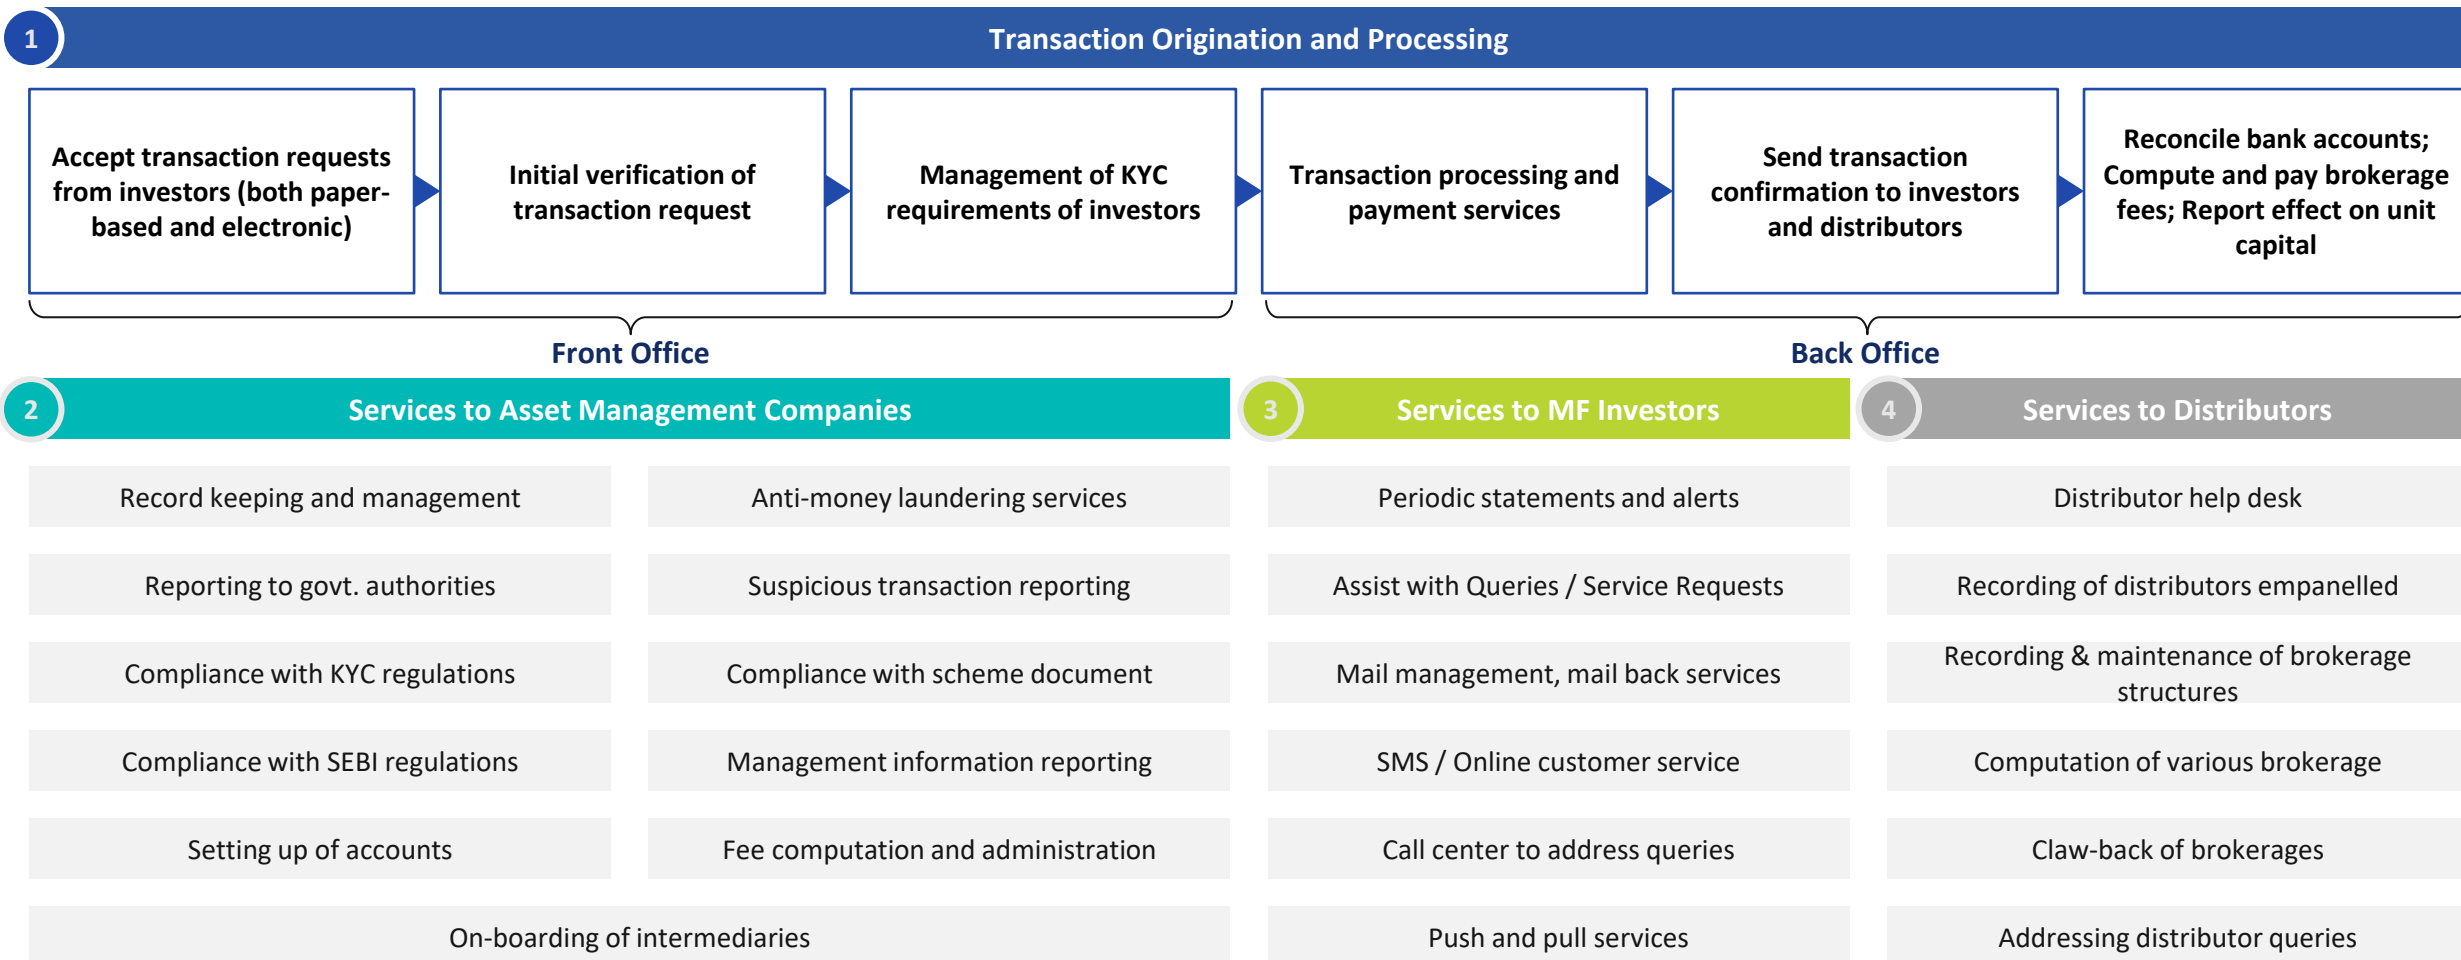 1
Transaction Origination and Processing
Accept transaction requests
from investors (both paper-
based and electronic)
Initial verification of
transaction request
Management of KYC
requirements of investors
Transaction processing and
payment services
Send transaction
confirmation to investors
and distributors
Reconcile bank accounts;
Compute and pay brokerage
fees; Report effect on unit
capital
Front Office
Back Office
2
Services to Asset Management Companies
Record keeping and management
Anti-money laundering services
Reporting to govt. authorities
Suspicious transaction reporting
Compliance with KYC regulations
Compliance with scheme document
Compliance with SEBI regulations
Management information reporting
Setting up of accounts
Fee computation and administration
On-boarding of intermediaries
3
Services to MF Investors
Periodic statements and alerts
Assist with Queries / Service Requests
Mail management, mail back services
SMS / Online customer service
Call center to address queries
Push and pull services
4
Services to Distributors
Distributor help desk
Recording of distributors empanelled
Recording & maintenance of brokerage
structures
Computation of various brokerage
Claw-back of brokerages
Addressing distributor queries